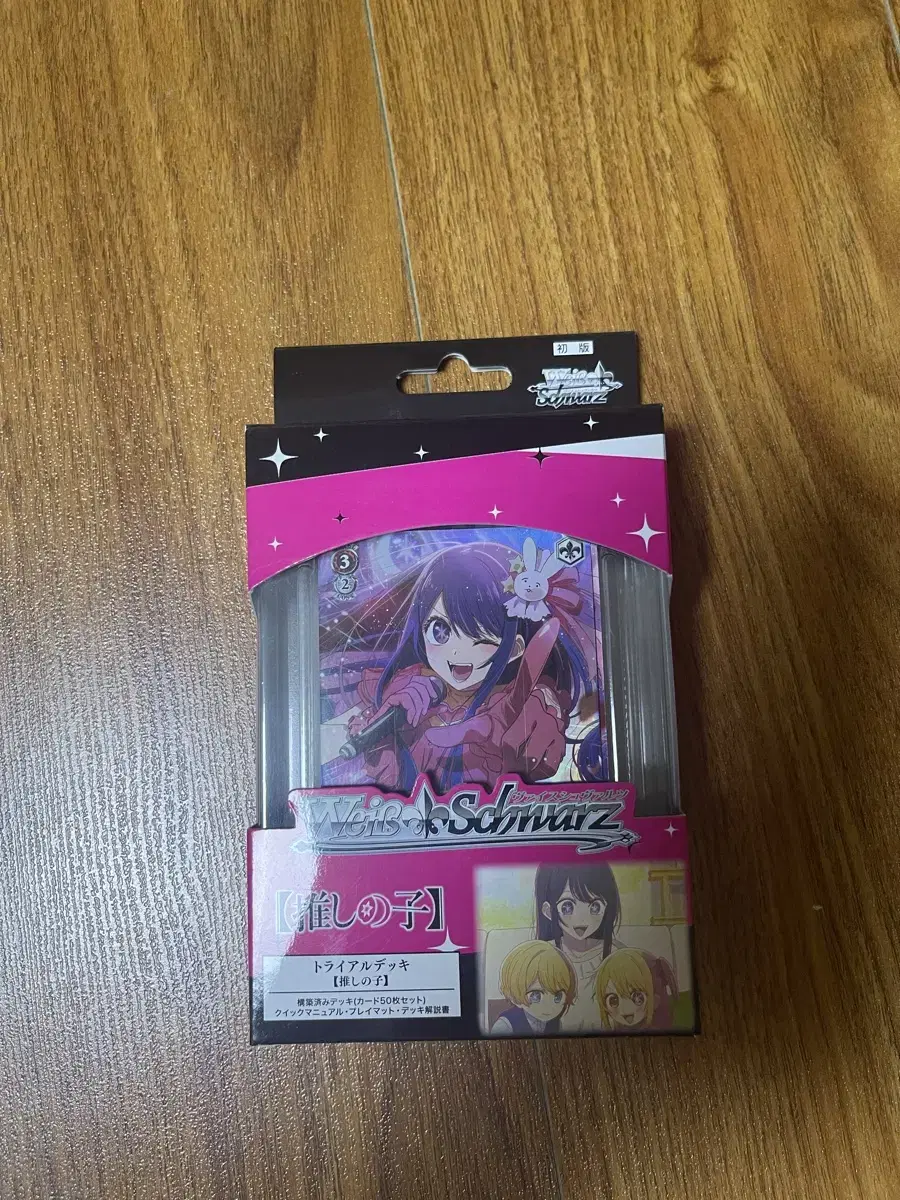 初 版
Weiß Schwarz
3
2
ヴァイスシュヴァルツ
Weiß Schwarz
【推しの子】
トライアルデッキ
【推しの子】
構築済みデッキ(カード50枚セット)
クイックマニュアル・プレイマット・デッキ解説書